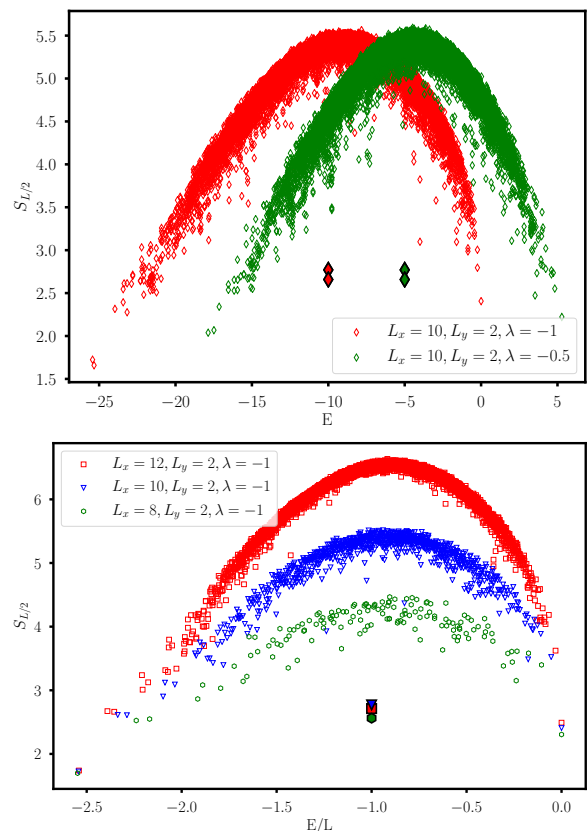 5.5
5.0
4.5
4.0
3.5
3.0
2.5
2.0
1.5
S_{L/2}
L_x = 10, L_y = 2, λ = −1
L_x = 10, L_y = 2, λ = −0.5
−25 −20 −15 −10 −5 0 5
E
L_x = 12, L_y = 2, λ = −1
L_x = 10, L_y = 2, λ = −1
L_x = 8, L_y = 2, λ = −1
6
5
4
3
2
S_{L/2}
−2.5 −2.0 −1.5 −1.0 −0.5 0.0
E/L